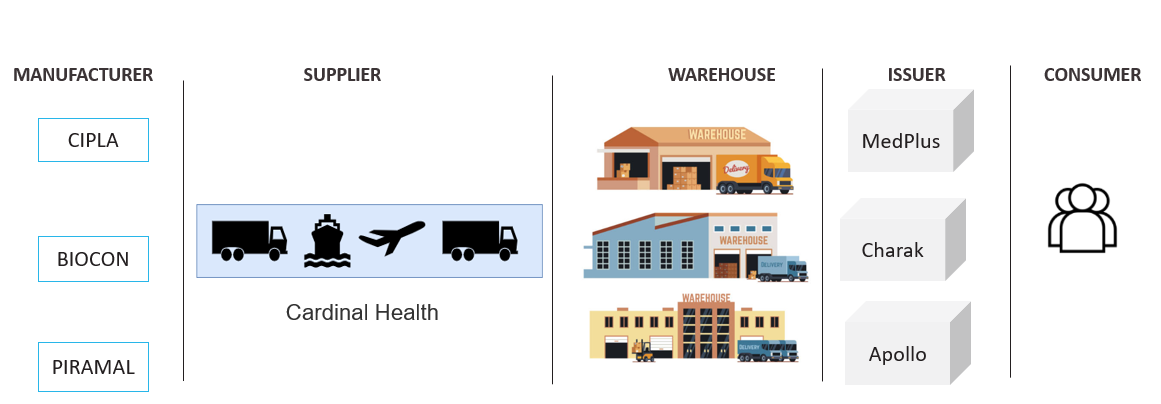 MANUFACTURER
SUPPLIER
WAREHOUSE
ISSUER
CONSUMER
CIPLA
BIOCON
PIRAMAL
Cardinal Health
WAREHOUSE
Delivery
WAREHOUSE
DELIVERY
WAREHOUSE
DELIVERY
MedPlus
Charak
Apollo